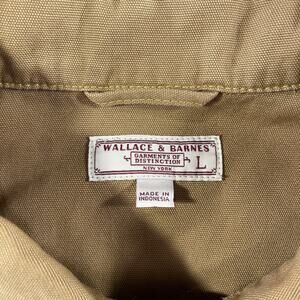 WALLACE & BARNES
GARMENTS OF
DISTINCTION
L
NEW YORK
MADE IN
INDONESIA